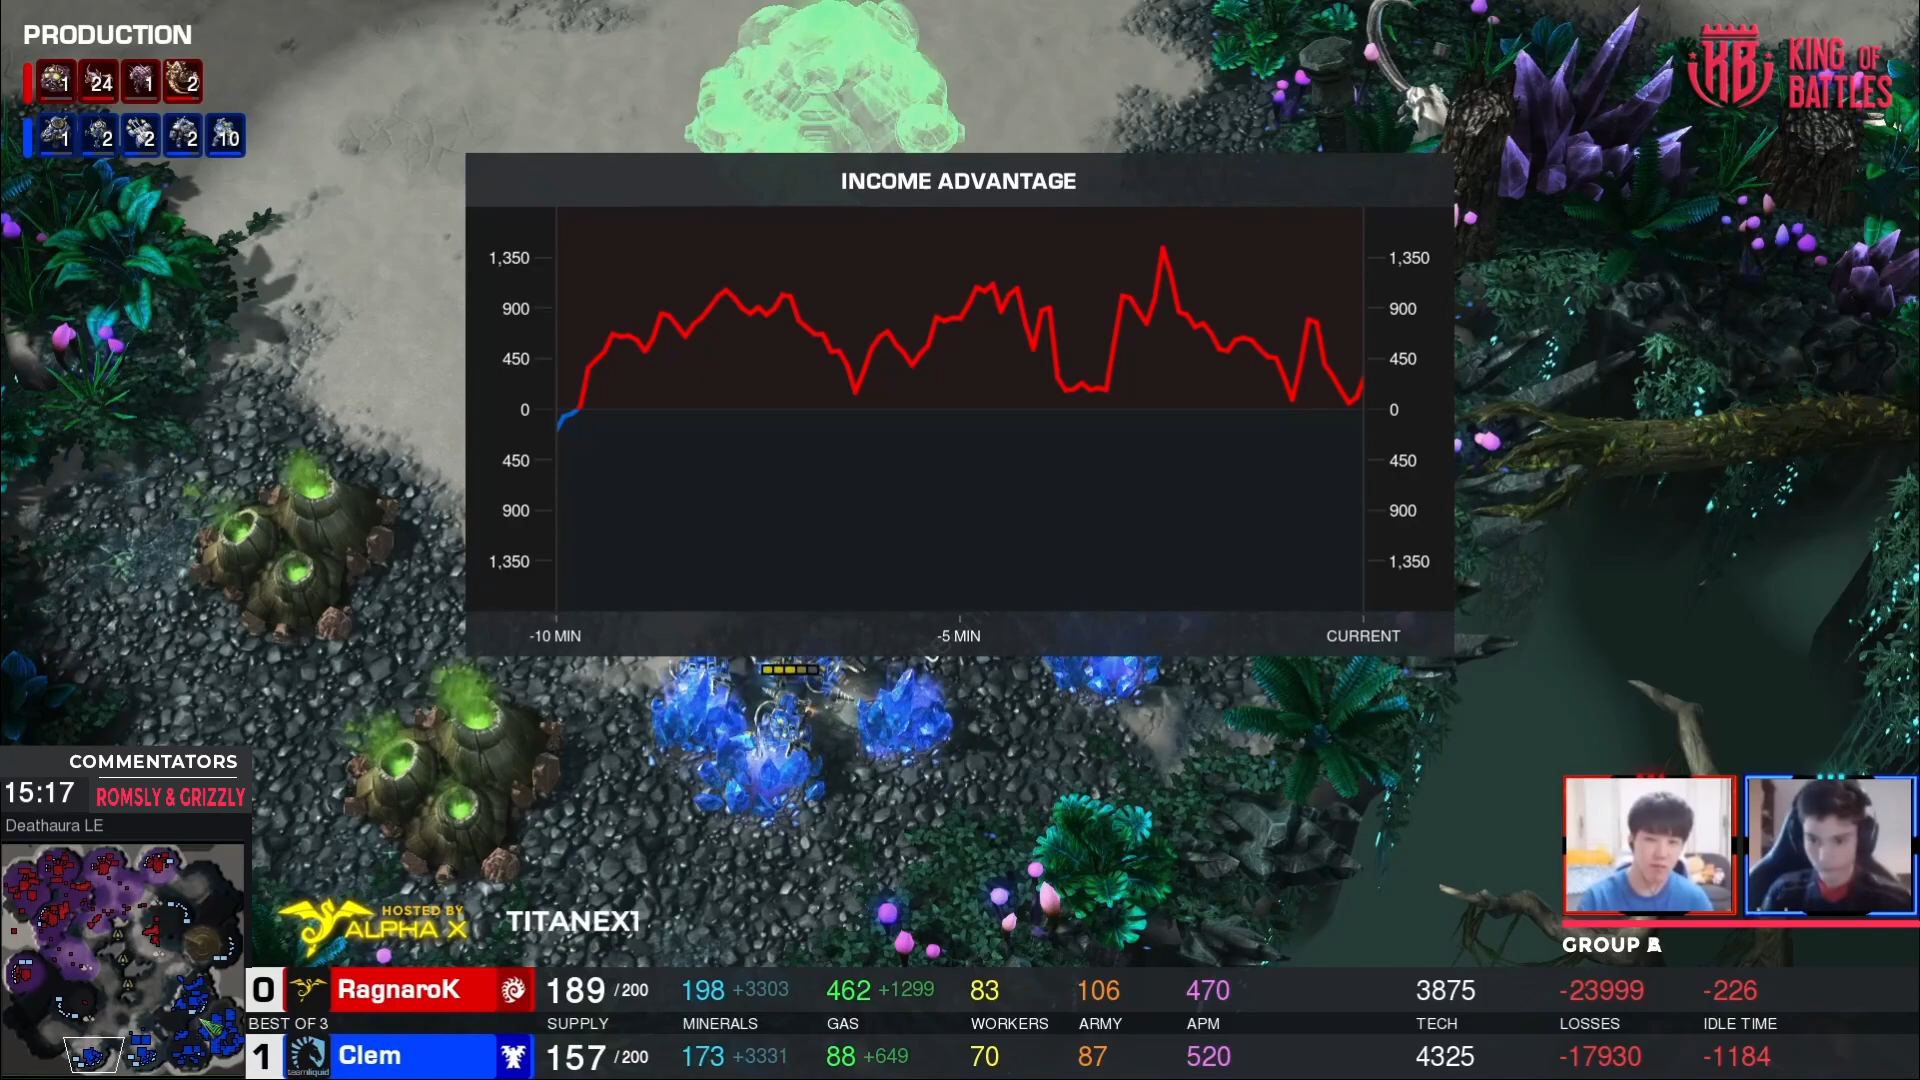 PRODUCTION
1 24 1 2
1 2 2 2 10
KB KING OF BATTLES
INCOME ADVANTAGE
1,350 1,350
900 900
450 450
0 0
450 450
900 900
1,350 1,350
-10 MIN -5 MIN CURRENT
COMMENTATORS
15:17 ROMSLY & GRIZZLY
Deathaura LE
HOSTED BY
ALPHA X
TITANEX1
GROUP
0 RagnaroK 189 /200 198 +3303 462 +1299 83 106 470 3875 -23999 -226
BEST OF 3 SUPPLY MINERALS GAS WORKERS ARMY APM TECH LOSSES IDLE TIME
1 teamliquid Clem 157 /200 173 +3331 88 +649 70 87 520 4325 -17930 -1184